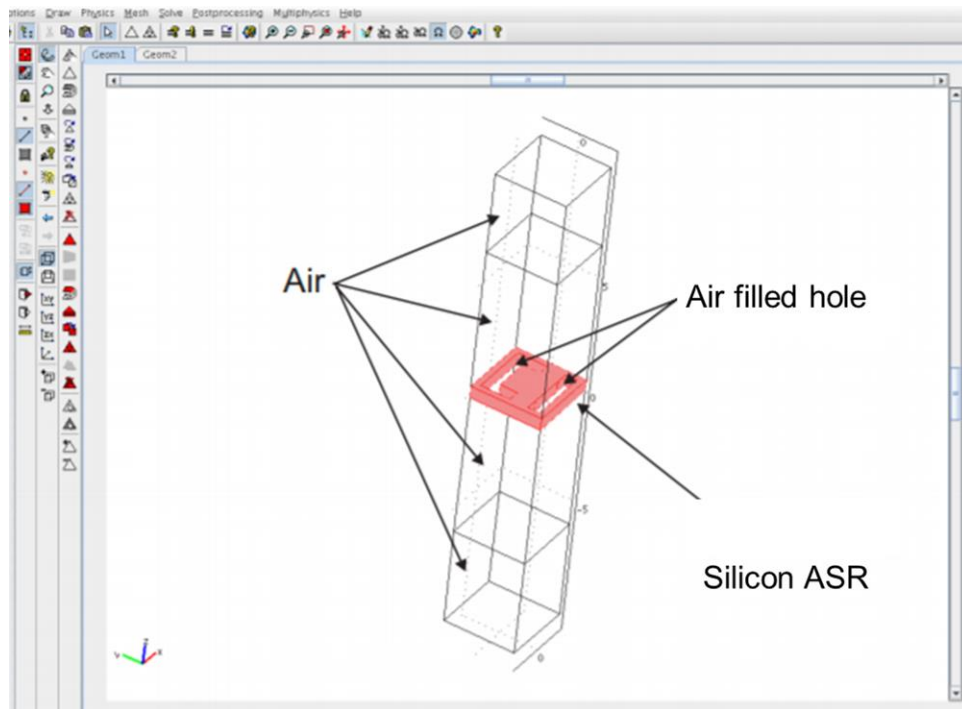 ptions Draw Physics Mesh Solve Postprocessing Multiphysics Help
Geom1 Geom2
0
Air
5
Air filled hole
0
-5
Silicon ASR
0
z
y x